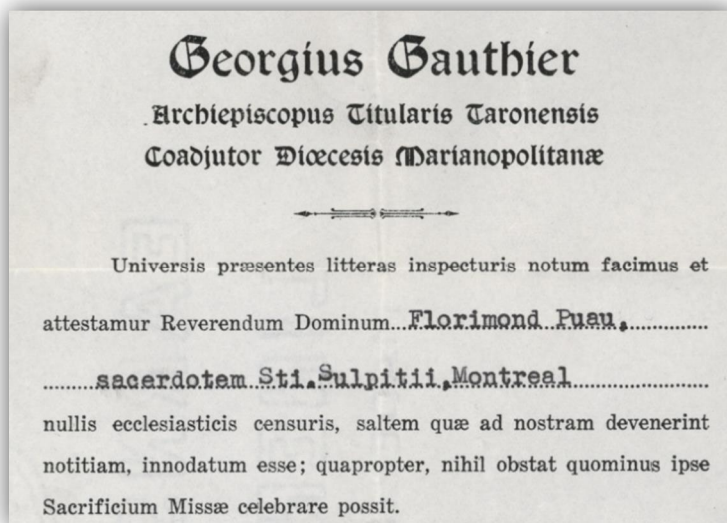 Georgius Gauthier
Archiepiscopus Titularis Taronensis
Coadjutor Diœcesis Marianopolitanæ
Universis præsentes litteras inspecturis notum facimus et
attestamur Reverendum Dominum...Florimond Puau,............
.........sacerdotem Sti.Sulpitii,Montreal........................
nullis ecclesiasticis censuris, saltem quæ ad nostram devenerint
notitiam, innodatum esse; quapropter, nihil obstat quominus ipse
Sacrificium Missæ celebrare possit.